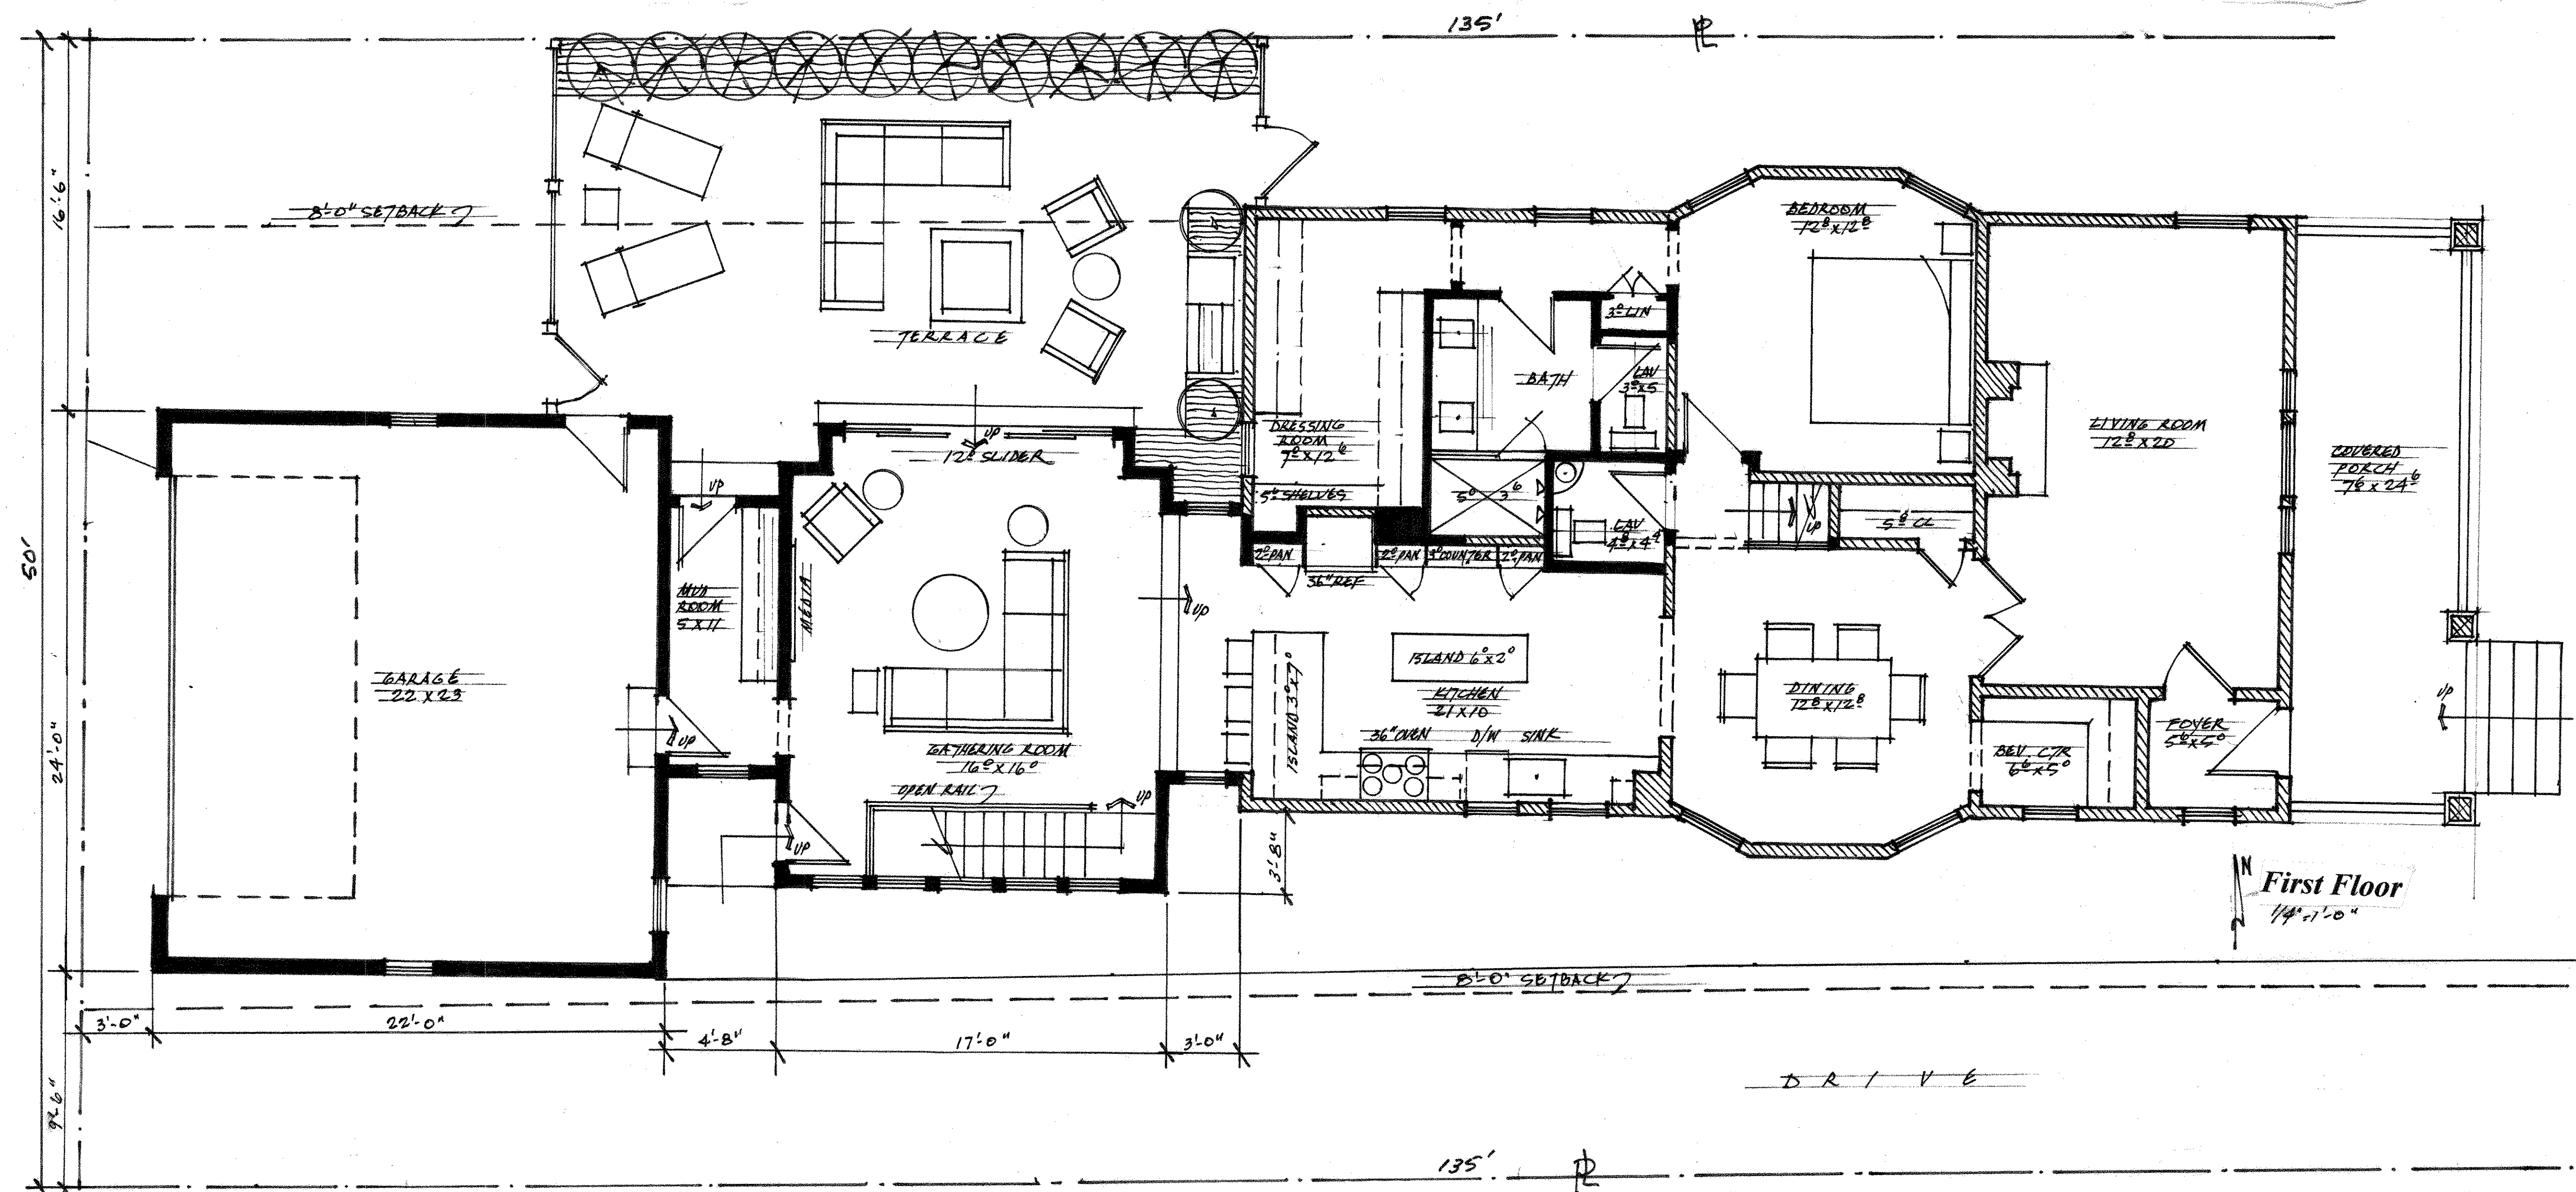 135'
PL
50'
16'-6"
24'-0"
9'-6"
8'-0" SETBACK
TERRACE
UP
12⁰ SLIDER
BEDROOM
12⁸ x 12⁸
3⁰ LIN
LAV
3⁰ x 5
BATH
DRESSING
ROOM
7⁰ x 12⁶
5⁶ SHELVES
5⁰ 3⁶
LAV
4⁸ x 4⁴
UP
5⁶ CL
LIVING ROOM
12⁸ x 20
COVERED
PORCH
7⁶ x 24⁶
UP
2⁰ PAN
36" REF
2⁰ PAN
3⁰ COUNTER
2⁰ PAN
UP
MUD
ROOM
5 x 11
MEDIA
UP
GARAGE
22 x 23
UP
GATHERING ROOM
16⁰ x 16⁰
OPEN RAIL
UP
UP
ISLAND 3⁰ x 7⁰
ISLAND 6⁰ x 2⁰
KITCHEN
21 x 10
36" OVEN
D/W
SINK
DINING
12⁸ x 12⁸
BEV. CTR
6⁶ x 5⁰
FOYER
5⁶ x 5⁰
UP
3'-8"
N
First Floor
1/4"=1'-0"
8'-0" SETBACK
3'-0"
22'-0"
4'-8"
17'-0"
3'-0"
DRIVE
135'
PL